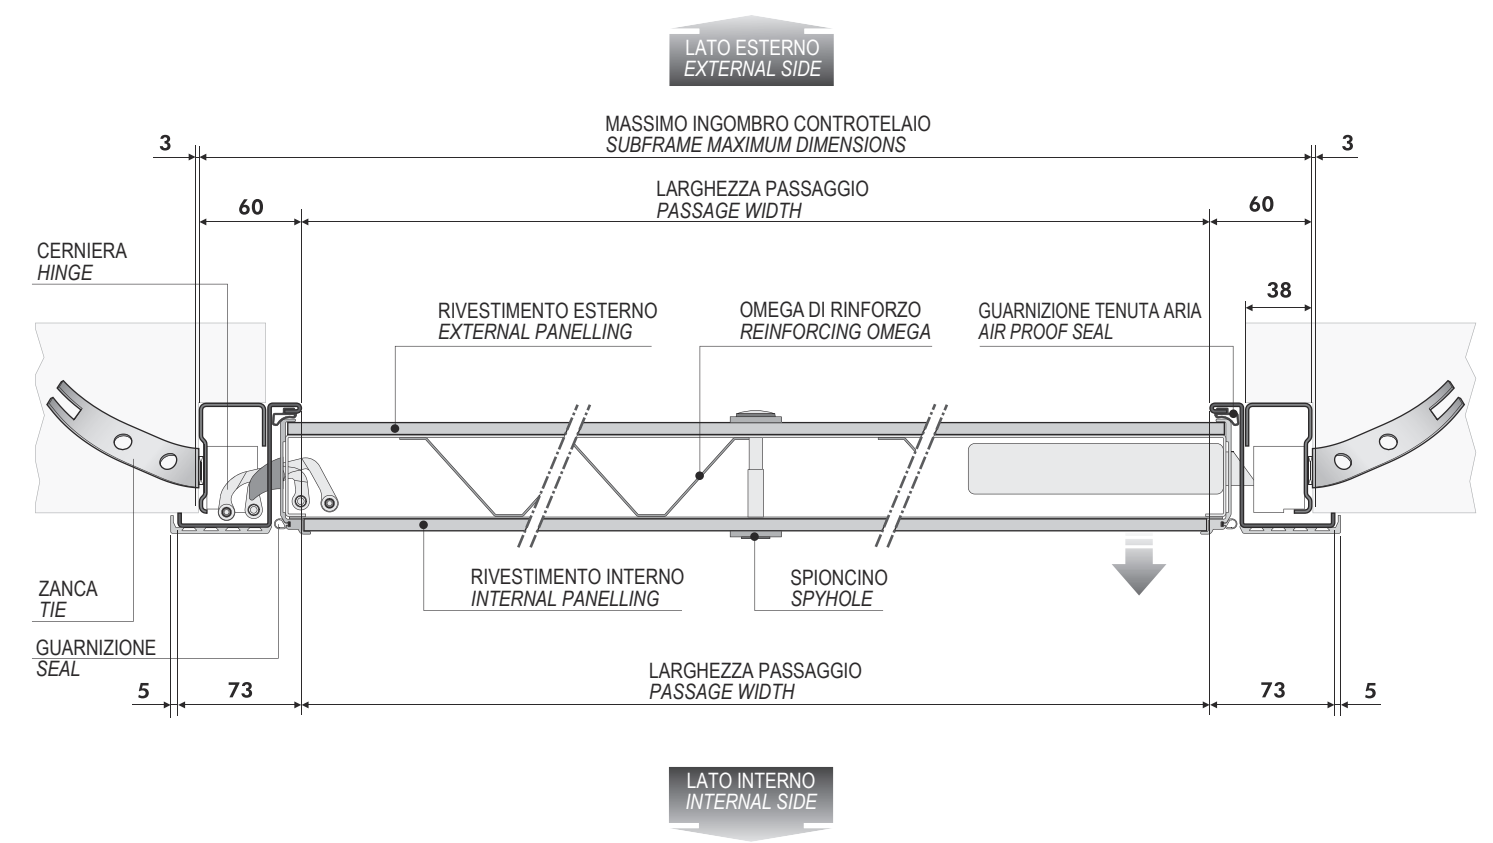 LATO ESTERNO
EXTERNAL SIDE
MASSIMO INGOMBRO CONTROTELAIO
SUBFRAME MAXIMUM DIMENSIONS
3
3
LARGHEZZA PASSAGGIO
PASSAGE WIDTH
60
60
CERNIERA
HINGE
38
RIVESTIMENTO ESTERNO
EXTERNAL PANELLING
OMEGA DI RINFORZO
REINFORCING OMEGA
GUARNIZIONE TENUTA ARIA
AIR PROOF SEAL
ZANCA
TIE
RIVESTIMENTO INTERNO
INTERNAL PANELLING
SPIONCINO
SPYHOLE
GUARNIZIONE
SEAL
LARGHEZZA PASSAGGIO
PASSAGE WIDTH
5
73
73
5
LATO INTERNO
INTERNAL SIDE